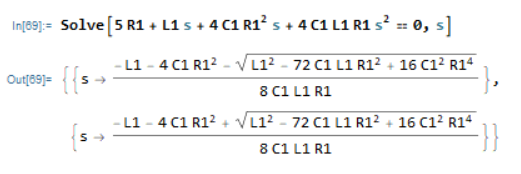 In[69]:= Solve[5 R1 + L1 s + 4 C1 R1² s + 4 C1 L1 R1 s² == 0, s]
Out[69]= {{s → (-L1 - 4 C1 R1² - √(L1² - 72 C1 L1 R1² + 16 C1² R1⁴)) / (8 C1 L1 R1)},
{s → (-L1 - 4 C1 R1² + √(L1² - 72 C1 L1 R1² + 16 C1² R1⁴)) / (8 C1 L1 R1)}}